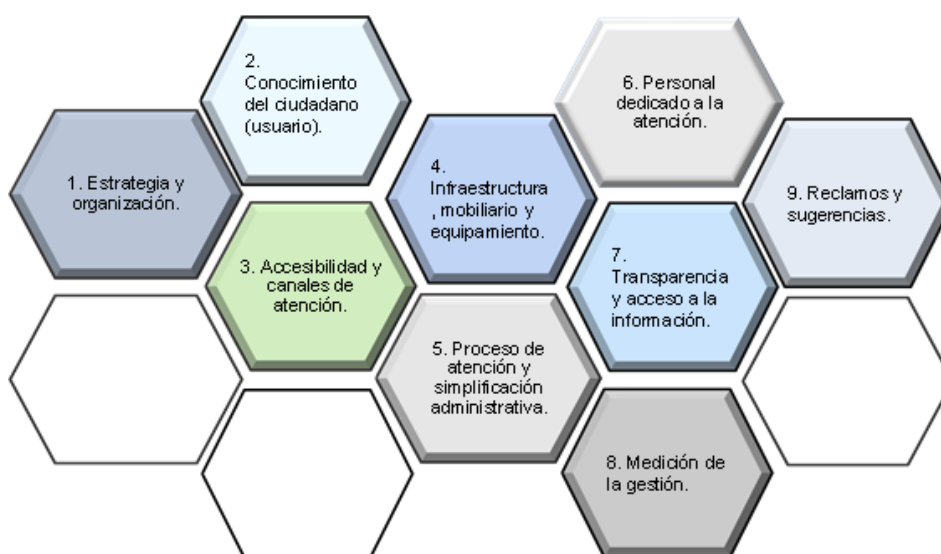 1. Estrategia y
organización.
2.
Conocimiento
del ciudadano
(usuario).
3. Accesibilidad y
canales de
atención.
4.
Infraestructura
, mobiliario y
equipamiento.
5. Proceso de
atención y
simplificación
administrativa.
6. Personal
dedicado a la
atención.
7.
Transparencia
y acceso a la
información.
8. Medición de
la gestión.
9. Reclamos y
sugerencias.